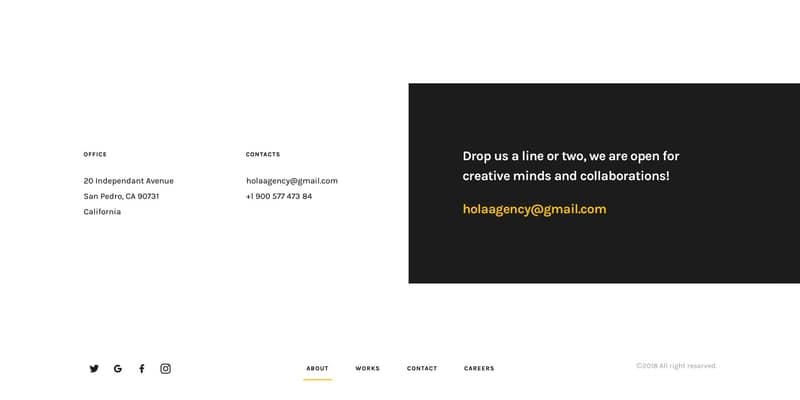 OFFICE
20 Independant Avenue
San Pedro, CA 90731
California
CONTACTS
holaagency@gmail.com
+1 900 577 473 84
Drop us a line or two, we are open for
creative minds and collaborations!
holaagency@gmail.com
ABOUT
WORKS
CONTACT
CAREERS
©2018 All right reserved.